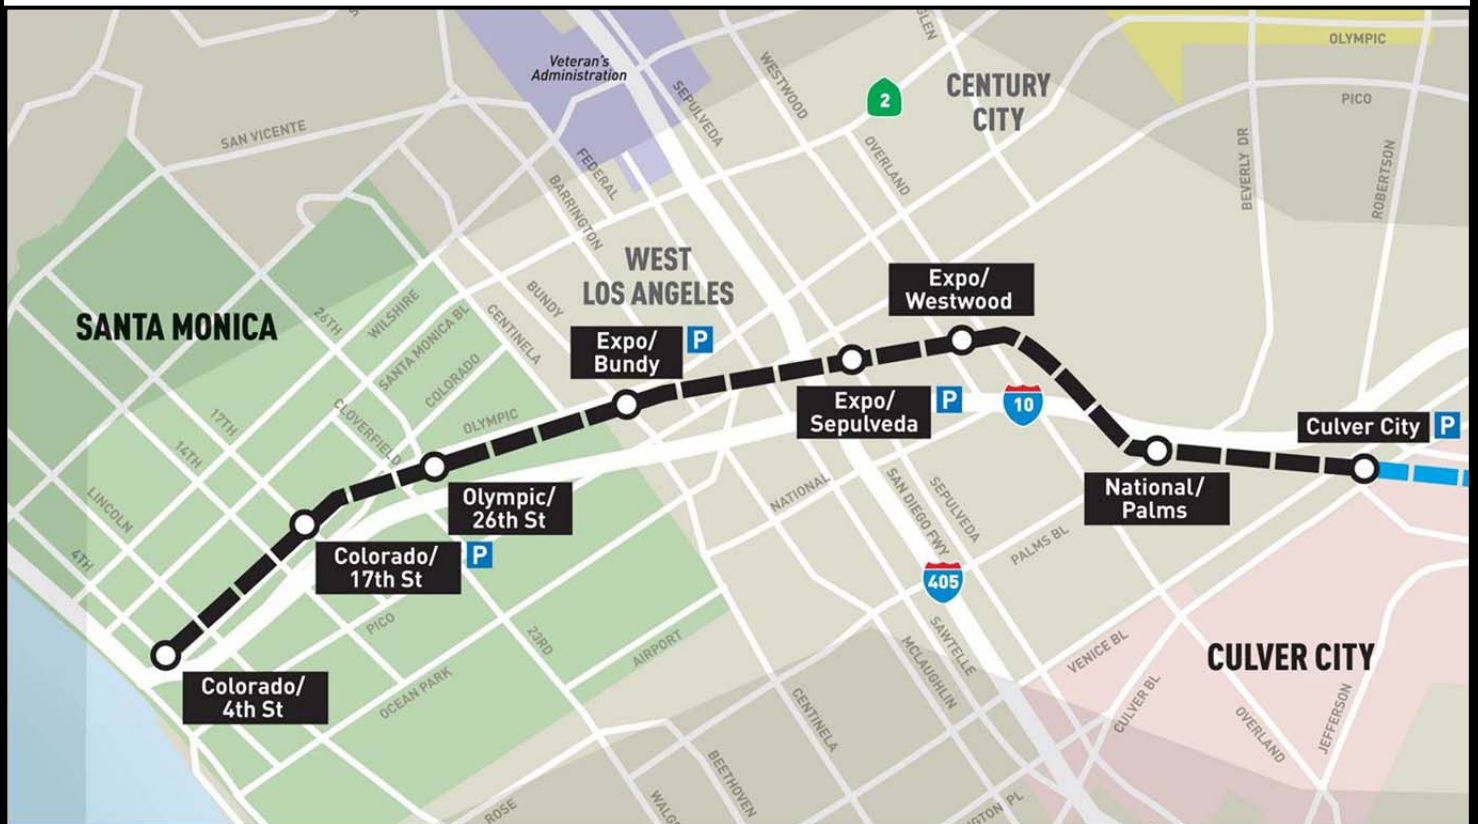 Veteran's
Administration
SEPULVEDA
WESTWOOD
GLEN
2
CENTURY
CITY
OLYMPIC
PICO
SAN VICENTE
FEDERAL
BARRINGTON
OVERLAND
BEVERLY DR
ROBERTSON
WEST
LOS ANGELES
Expo/
Westwood
SANTA MONICA
26TH
WILSHIRE
SANTA MONICA BL
COLORADO
CENTINELA
BUNDY
Expo/
Bundy
P
Expo/
Sepulveda
P
10
Culver City
P
17TH
14TH
CLOVERFIELD
OLYMPIC
LINCOLN
4TH
Olympic/
26th St
Colorado/
17th St
P
NATIONAL
SAN DIEGO FWY
SEPULVEDA
National/
Palms
PALMS BL
405
PICO
23RD
AIRPORT
OCEAN PARK
Colorado/
4th St
SAWTELLE
MCLAUGHLIN
VENICE BL
CULVER CITY
CULVER BL
OVERLAND
JEFFERSON
CENTINELA
BEETHOVEN
ROSE